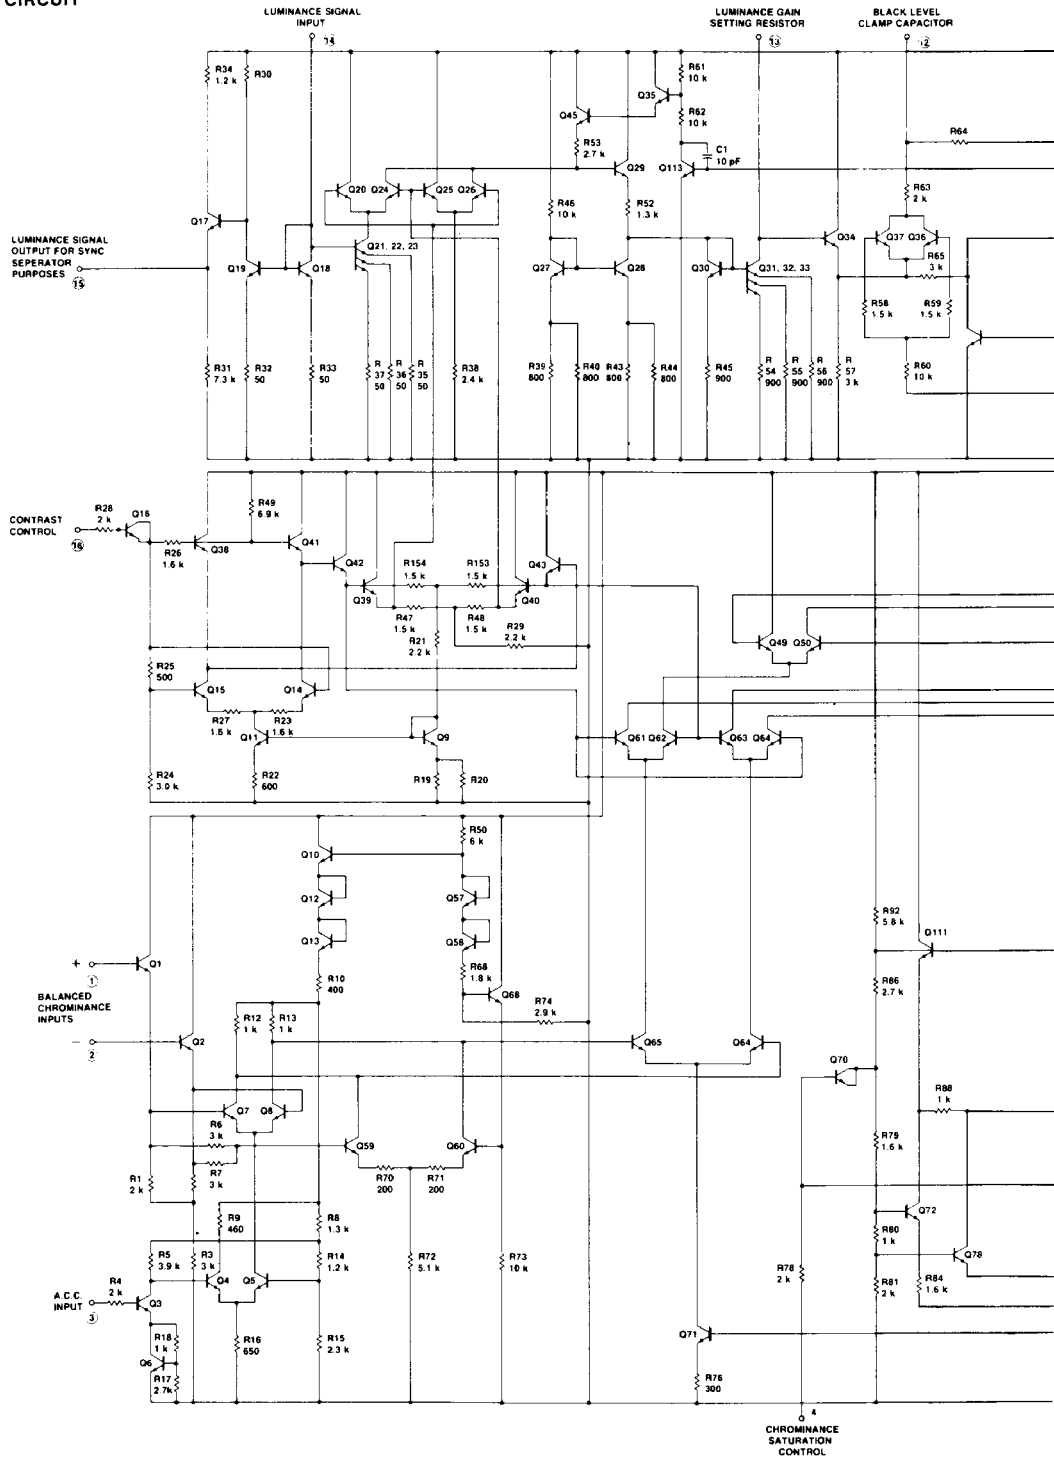 CIRCUIT
LUMINANCE SIGNAL
INPUT
14
LUMINANCE GAIN
SETTING RESISTOR
13
BLACK LEVEL
CLAMP CAPACITOR
12
R34
1.2 k
R30
R61
10 k
Q35
R62
10 k
Q45
R53
2.7 k
C1
10 pF
R64
Q20
Q24
Q25
Q26
Q29
Q113
R63
2 k
R46
10 k
R52
1.3 k
Q17
Q21, 22, 23
Q34
Q37
Q36
LUMINANCE SIGNAL
OUTPUT FOR SYNC
SEPERATOR
PURPOSES
15
Q19
Q18
Q27
Q28
Q30
Q31, 32, 33
R65
3 k
R58
1.5 k
R59
1.5 k
R31
7.3 k
R32
50
R33
50
R
37
50
R
36
50
R
35
50
R38
2.4 k
R39
800
R40
800
R43
800
R44
800
R45
900
R
54
900
R
55
900
R
56
900
R
57
3 k
R60
10 k
CONTRAST
CONTROL
16
R28
2 k
Q16
R26
1.6 k
Q38
R49
6.9 k
Q41
Q42
Q39
R154
1.5 k
R153
1.5 k
Q43
Q40
R47
1.5 k
R48
1.5 k
R21
2.2 k
R29
2.2 k
Q49
Q50
R25
500
Q15
Q14
R27
1.6 k
R23
1.6 k
Q11
Q9
Q61
Q62
Q63
Q64
R24
3.0 k
R22
600
R19
R20
R50
6 k
Q10
Q12
Q57
Q13
Q58
R92
5.8 k
Q111
+
1
Q1
R10
400
R68
1.8 k
Q68
R86
2.7 k
BALANCED
CHROMINANCE
INPUTS
R12
1 k
R13
1 k
R74
2.9 k
−
2
Q2
Q65
Q64
Q70
Q7
Q8
R88
1 k
R6
3 k
Q59
Q60
R79
1.6 k
R7
3 k
R1
2 k
R70
200
R71
200
R9
460
R8
1.3 k
Q72
R5
3.9 k
R3
3 k
R14
1.2 k
R72
5.1 k
R73
10 k
R80
1 k
Q78
R4
2 k
A.C.C.
INPUT
3
Q3
Q4
Q5
R78
2 k
R81
2 k
R84
1.6 k
R18
1 k
Q6
R17
2.7k
R16
650
R15
2.3 k
Q71
R76
300
4
CHROMINANCE
SATURATION
CONTROL